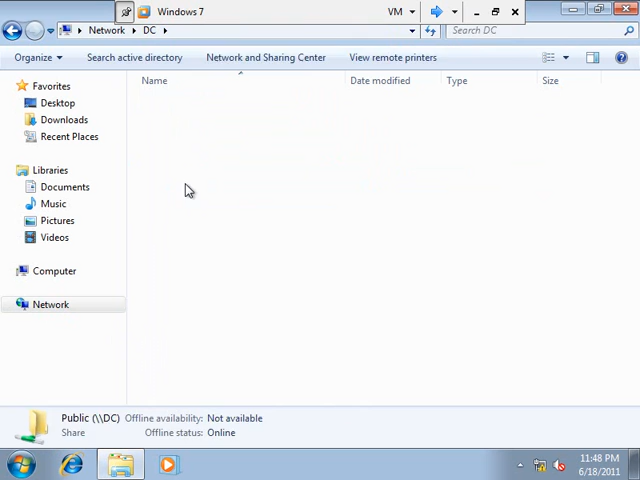 Windows 7
VM
Network
DC
Search DC
Organize
Search active directory
Network and Sharing Center
View remote printers
Name
Date modified
Type
Size
Favorites
Desktop
Downloads
Recent Places
Libraries
Documents
Music
Pictures
Videos
Computer
Network
Public (\\DC)
Offline availability: Not available
Share
Offline status: Online
11:48 PM
6/18/2011